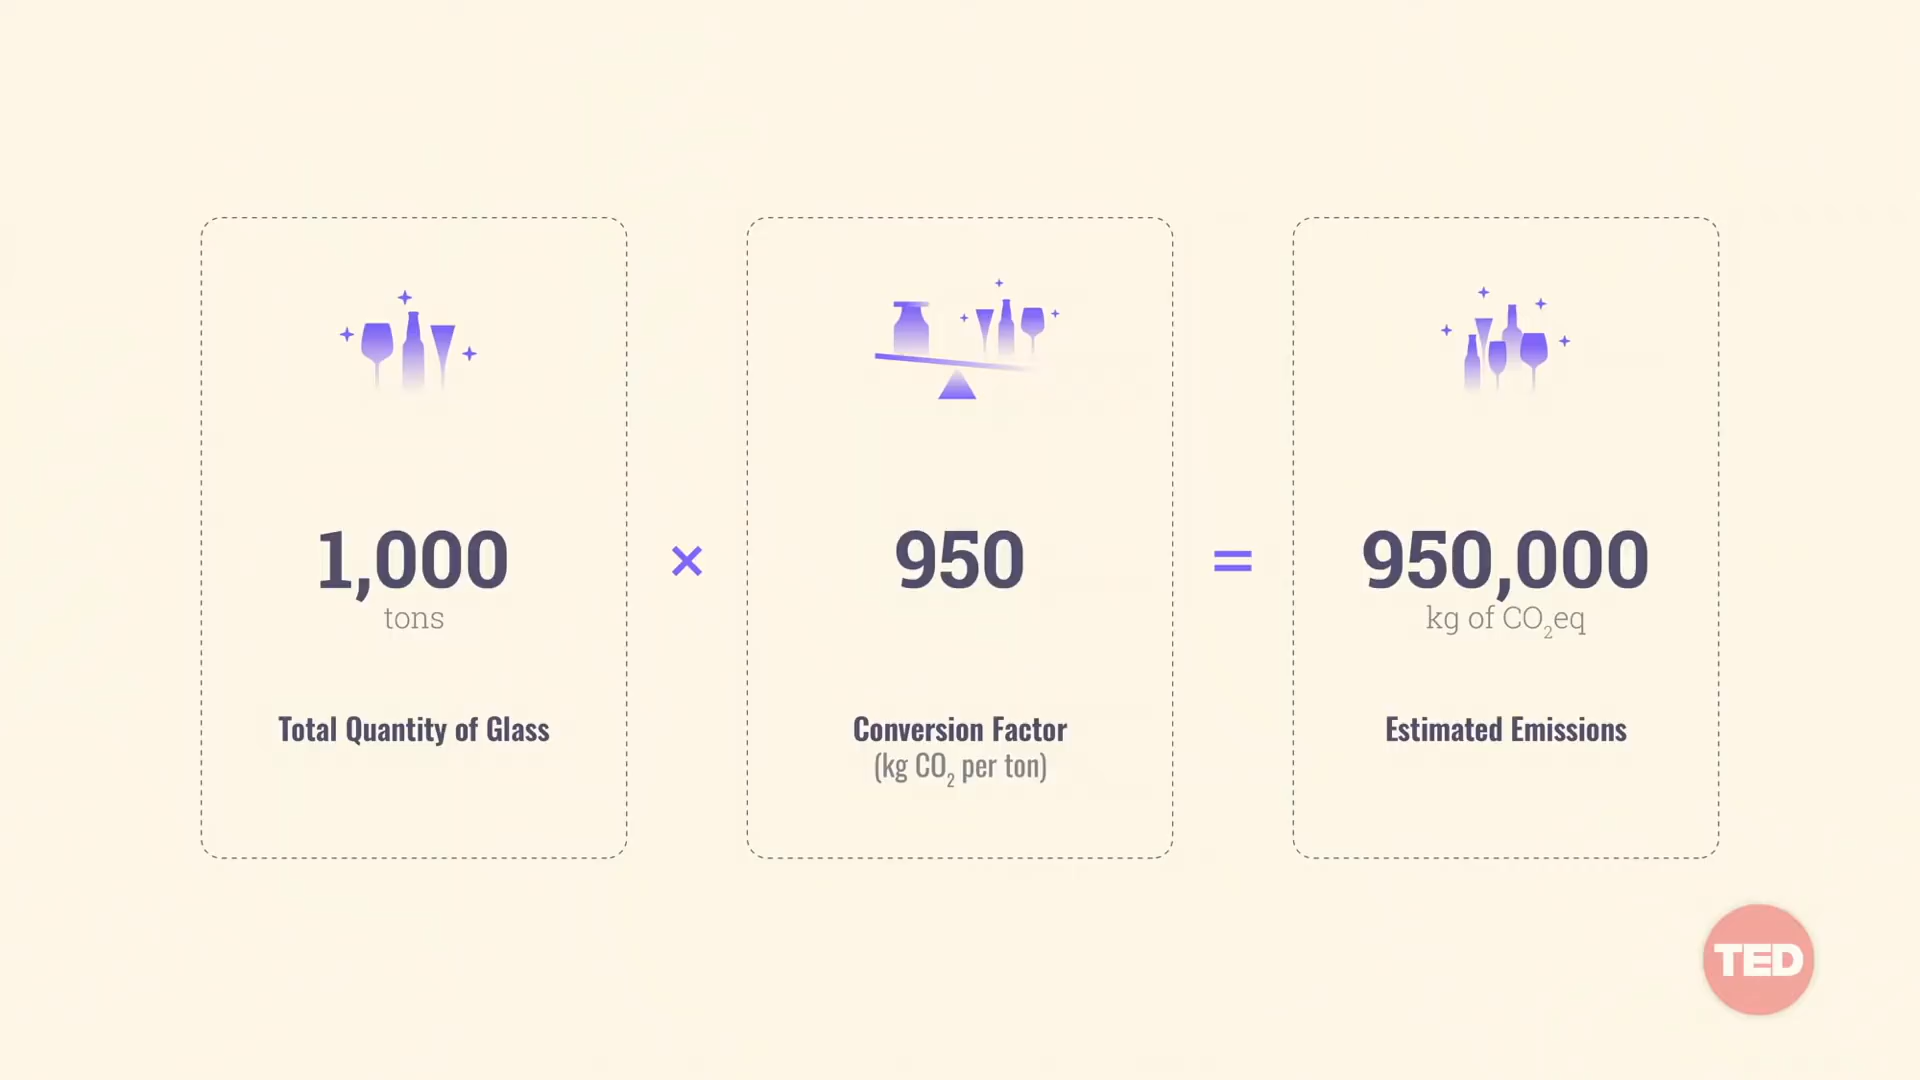 1,000
tons
Total Quantity of Glass
×
950
Conversion Factor
(kg CO₂ per ton)
=
950,000
kg of CO₂eq
Estimated Emissions
TED